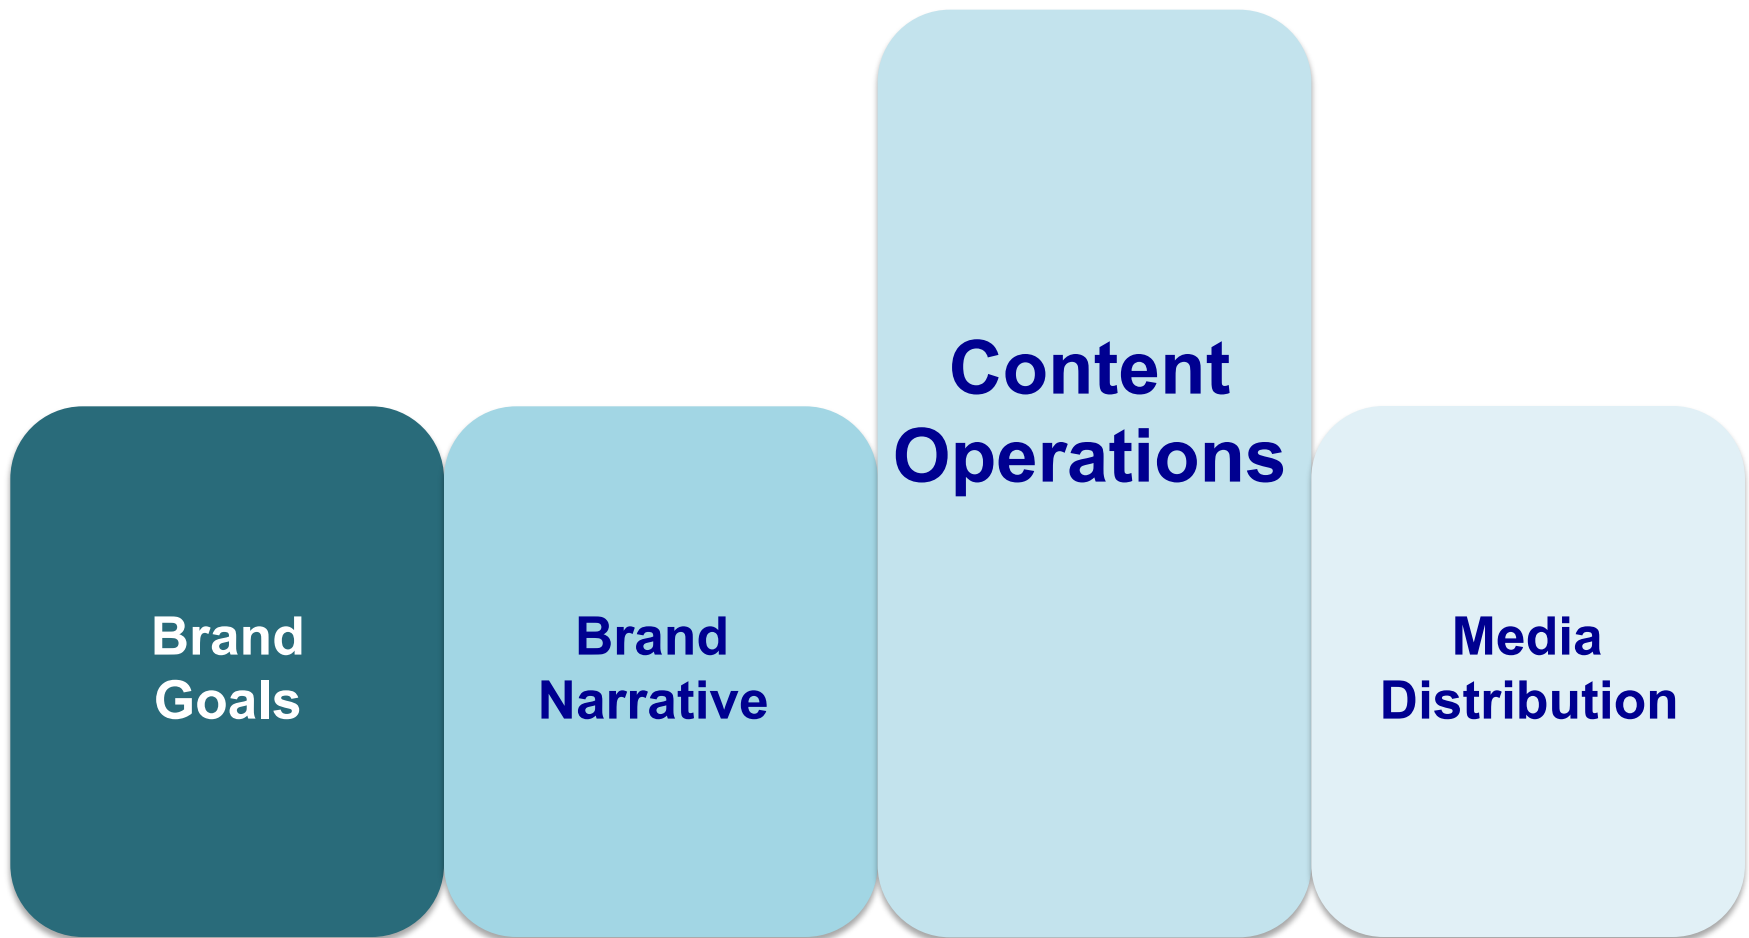 Brand
Goals
Brand
Narrative
Content
Operations
Media
Distribution